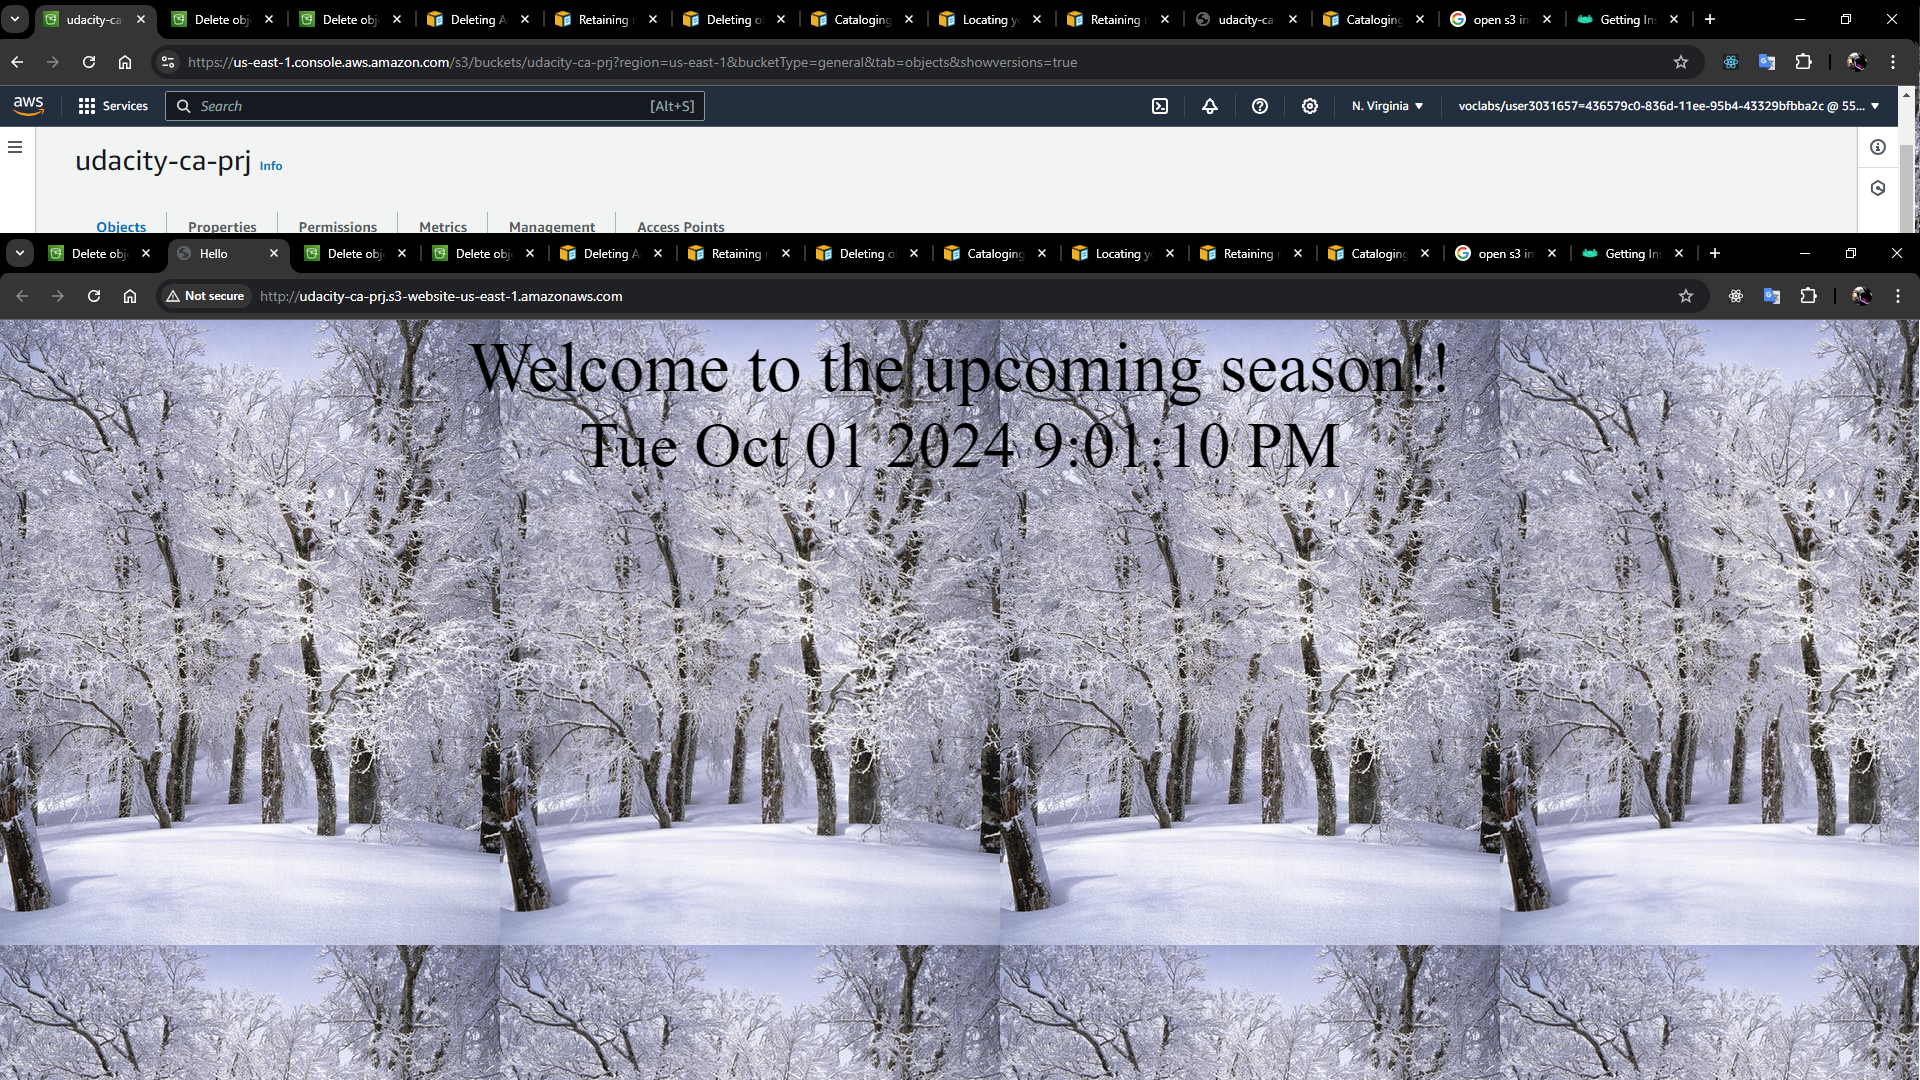 udacity-ca
Delete obj
Delete obj
Deleting A
Retaining
Deleting o
Cataloging
Locating y
Retaining
udacity-ca
Cataloging
open s3 in
Getting Ins
https://us-east-1.console.aws.amazon.com/s3/buckets/udacity-ca-prj?region=us-east-1&bucketType=general&tab=objects&showversions=true
aws
Services
Search
[Alt+S]
N. Virginia
voclabs/user3031657=436579c0-836d-11ee-95b4-43329bfbba2c @ 55...
udacity-ca-prj Info
Objects
Properties
Permissions
Metrics
Management
Access Points
Delete obj
Hello
Delete obj
Delete obj
Deleting A
Retaining
Deleting o
Cataloging
Locating y
Retaining
Cataloging
open s3 in
Getting Ins
Not secure
http://udacity-ca-prj.s3-website-us-east-1.amazonaws.com
Welcome to the upcoming season!!
Tue Oct 01 2024 9:01:10 PM